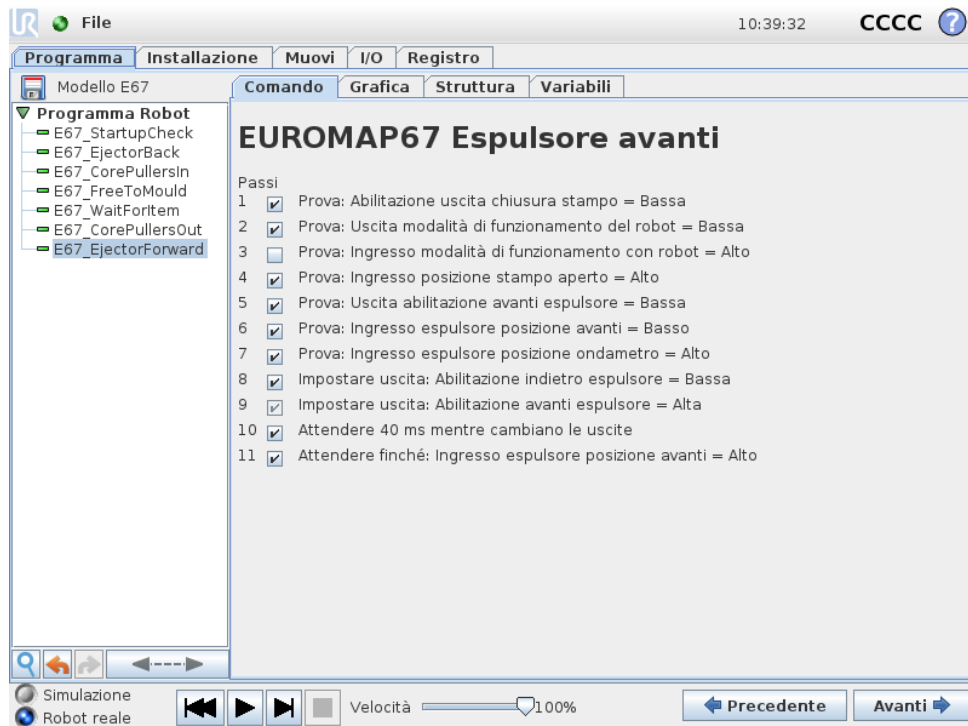 UR File 10:39:32 CCCC ?
Programma Installazione Muovi I/O Registro
Modello E67
Comando Grafica Struttura Variabili
Programma Robot
E67_StartupCheck
E67_EjectorBack
E67_CorePullersIn
E67_FreeToMould
E67_WaitForItem
E67_CorePullersOut
E67_EjectorForward
EUROMAP67 Espulsore avanti
Passi
1 Prova: Abilitazione uscita chiusura stampo = Bassa
2 Prova: Uscita modalità di funzionamento del robot = Bassa
3 Prova: Ingresso modalità di funzionamento con robot = Alto
4 Prova: Ingresso posizione stampo aperto = Alto
5 Prova: Uscita abilitazione avanti espulsore = Bassa
6 Prova: Ingresso espulsore posizione avanti = Basso
7 Prova: Ingresso espulsore posizione ondametro = Alto
8 Impostare uscita: Abilitazione indietro espulsore = Bassa
9 Impostare uscita: Abilitazione avanti espulsore = Alta
10 Attendere 40 ms mentre cambiano le uscite
11 Attendere finché: Ingresso espulsore posizione avanti = Alto
Simulazione
Robot reale
Velocità 100%
Precedente Avanti